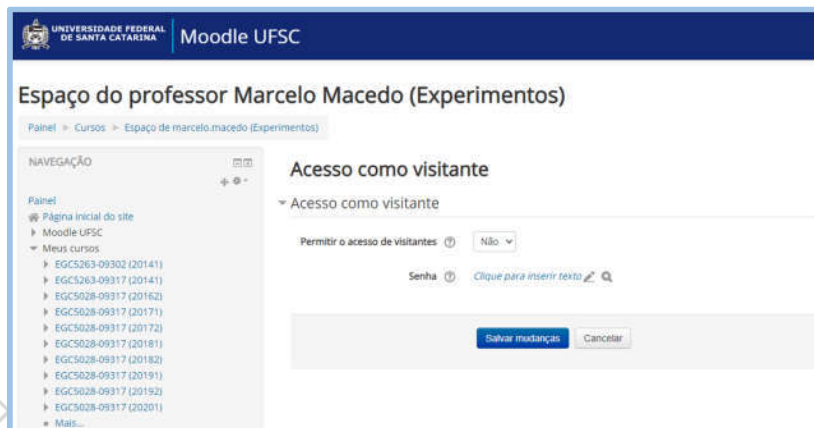 UNIVERSIDADE FEDERAL
DE SANTA CATARINA
Moodle UFSC
Espaço do professor Marcelo Macedo (Experimentos)
Painel ► Cursos ► Espaço de marcelo.macedo (Experimentos)
NAVEGAÇÃO
Painel
Página inicial do site
Moodle UFSC
Meus cursos
EGC5263-09302 (20141)
EGC5263-09317 (20141)
EGC5028-09317 (20162)
EGC5028-09317 (20171)
EGC5028-09317 (20172)
EGC5028-09317 (20181)
EGC5028-09317 (20182)
EGC5028-09317 (20191)
EGC5028-09317 (20192)
EGC5028-09317 (20201)
Mais...
Acesso como visitante
Acesso como visitante
Permitir o acesso de visitantes Não
Senha Clique para inserir texto
Salvar mudanças Cancelar